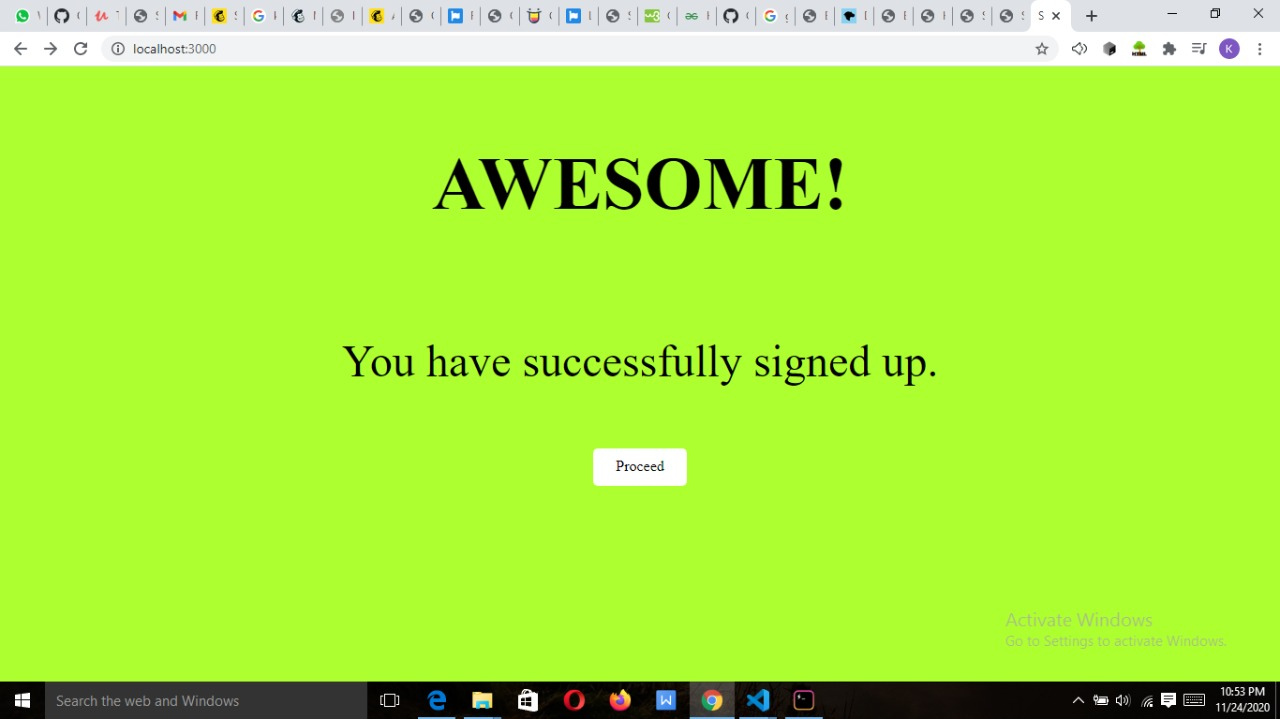 localhost:3000
K
AWESOME!
You have successfully signed up.
Proceed
Activate Windows
Go to Settings to activate Windows.
Search the web and Windows
10:53 PM
11/24/2020